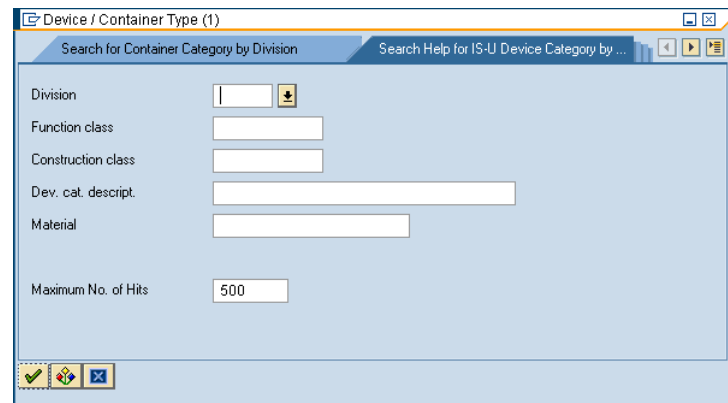 Device / Container Type (1)
Search for Container Category by Division
Search Help for IS-U Device Category by ...
Division
Function class
Construction class
Dev. cat. descript.
Material
Maximum No. of Hits
500